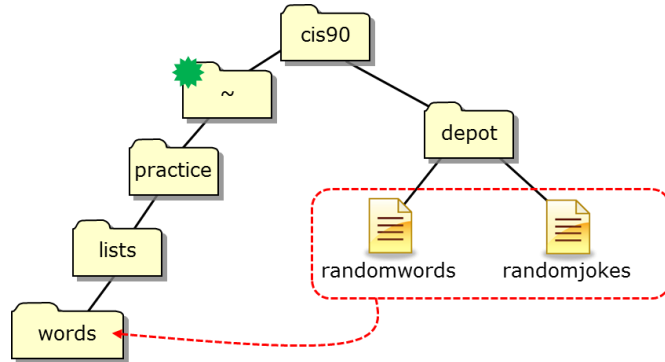 cis90
~
depot
practice
lists
randomwords
randomjokes
words